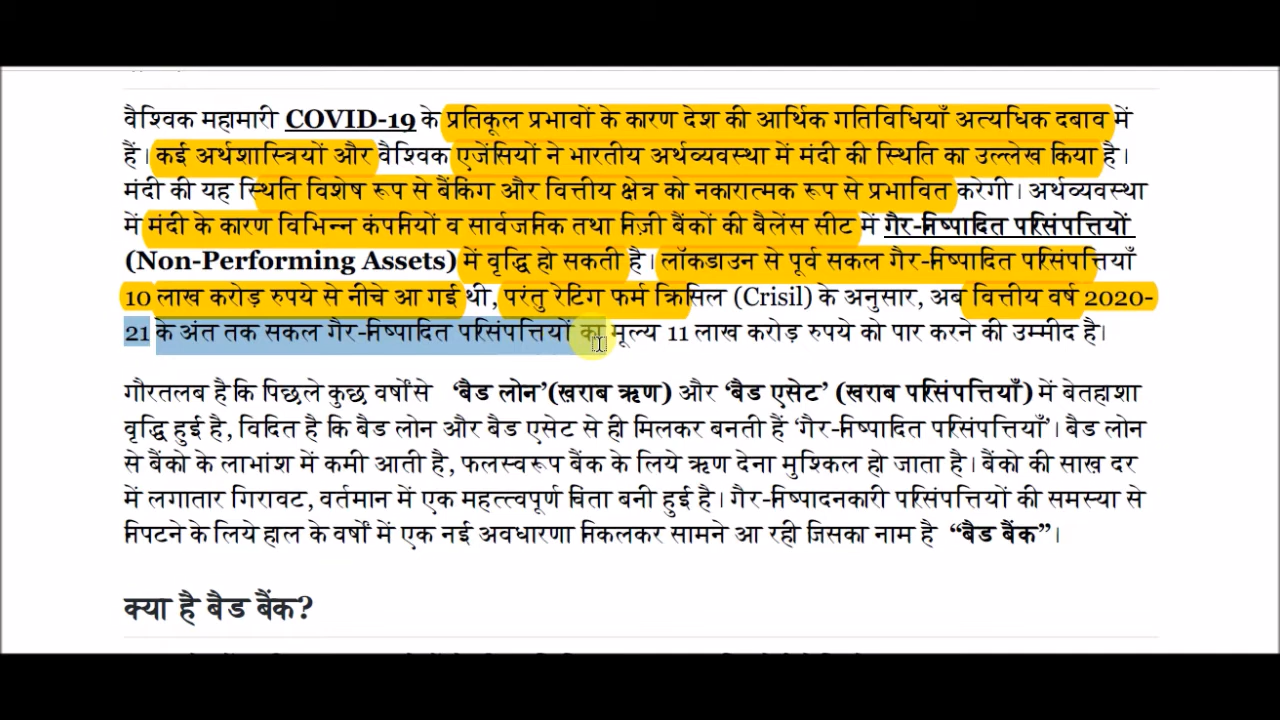 वैश्विक महामारी COVID-19 के प्रतिकूल प्रभावों के कारण देश की आर्थिक गतिविधियाँ अत्यधिक दबाव में
हैं। कई अर्थशास्त्रियों और वैश्विक एजेंसियों ने भारतीय अर्थव्यवस्था में मंदी की स्थिति का उल्लेख किया है।
मंदी की यह स्थिति विशेष रूप से बैंकिंग और वित्तीय क्षेत्र को नकारात्मक रूप से प्रभावित करेगी। अर्थव्यवस्था
में मंदी के कारण विभिन्न कंपनियों व सार्वजनिक तथा निज़ी बैंकों की बैलेंस सीट में गैर-निष्पादित परिसंपत्तियों
(Non-Performing Assets) में वृद्धि हो सकती है। लॉकडाउन से पूर्व सकल गैर-निष्पादित परिसंपत्तियाँ
10 लाख करोड़ रुपये से नीचे आ गई थी, परंतु रेटिंग फर्म क्रिसिल (Crisil) के अनुसार, अब वित्तीय वर्ष 2020-
21 के अंत तक सकल गैर-निष्पादित परिसंपत्तियों का मूल्य 11 लाख करोड़ रुपये को पार करने की उम्मीद है।
गौरतलब है कि पिछले कुछ वर्षों से ‘बैड लोन’(खराब ऋण) और ‘बैड एसेट’ (खराब परिसंपत्तियाँ) में बेतहाशा
वृद्धि हुई है, विदित है कि बैड लोन और बैड एसेट से ही मिलकर बनती हैं ‘गैर-निष्पादित परिसंपत्तियाँ’। बैड लोन
से बैंको के लाभांश में कमी आती है, फलस्वरूप बैंक के लिये ऋण देना मुश्किल हो जाता है। बैंको की साख दर
में लगातार गिरावट, वर्तमान में एक महत्त्वपूर्ण चिंता बनी हुई है। गैर-निष्पादनकारी परिसंपत्तियों की समस्या से
निपटने के लिये हाल के वर्षों में एक नई अवधारणा निकलकर सामने आ रही जिसका नाम है “बैड बैंक”।
क्या है बैड बैंक?